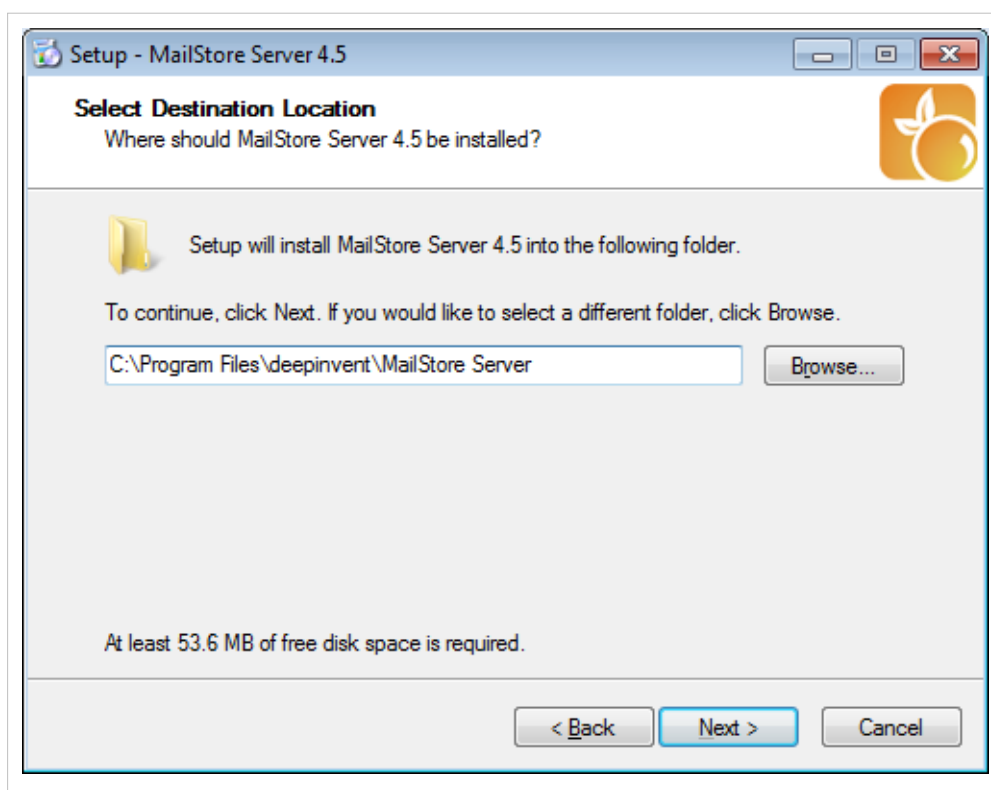 Setup - MailStore Server 4.5
Select Destination Location
Where should MailStore Server 4.5 be installed?
Setup will install MailStore Server 4.5 into the following folder.
To continue, click Next. If you would like to select a different folder, click Browse.
C:\Program Files\deepinvent\MailStore Server
Browse...
At least 53.6 MB of free disk space is required.
< Back Next > Cancel